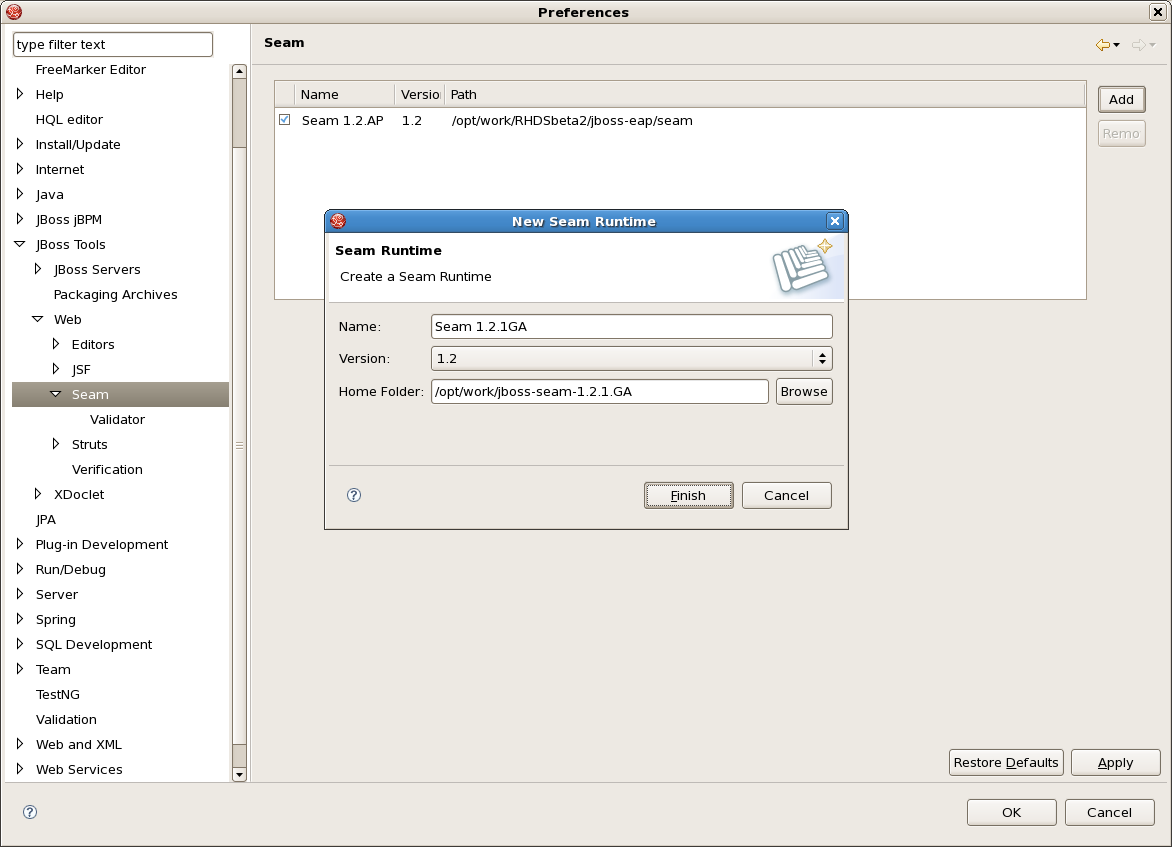 Preferences
type filter text
FreeMarker Editor
Help
HQL editor
Install/Update
Internet
Java
JBoss jBPM
JBoss Tools
JBoss Servers
Packaging Archives
Web
Editors
JSF
Seam
Validator
Struts
Verification
XDoclet
JPA
Plug-in Development
Run/Debug
Server
Spring
SQL Development
Team
TestNG
Validation
Web and XML
Web Services
Seam
Name Versio Path
Seam 1.2.AP 1.2 /opt/work/RHDSbeta2/jboss-eap/seam
Add
Remo
New Seam Runtime
Seam Runtime
Create a Seam Runtime
Name: Seam 1.2.1GA
Version: 1.2
Home Folder: /opt/work/jboss-seam-1.2.1.GA Browse
? Finish Cancel
Restore Defaults Apply
? OK Cancel